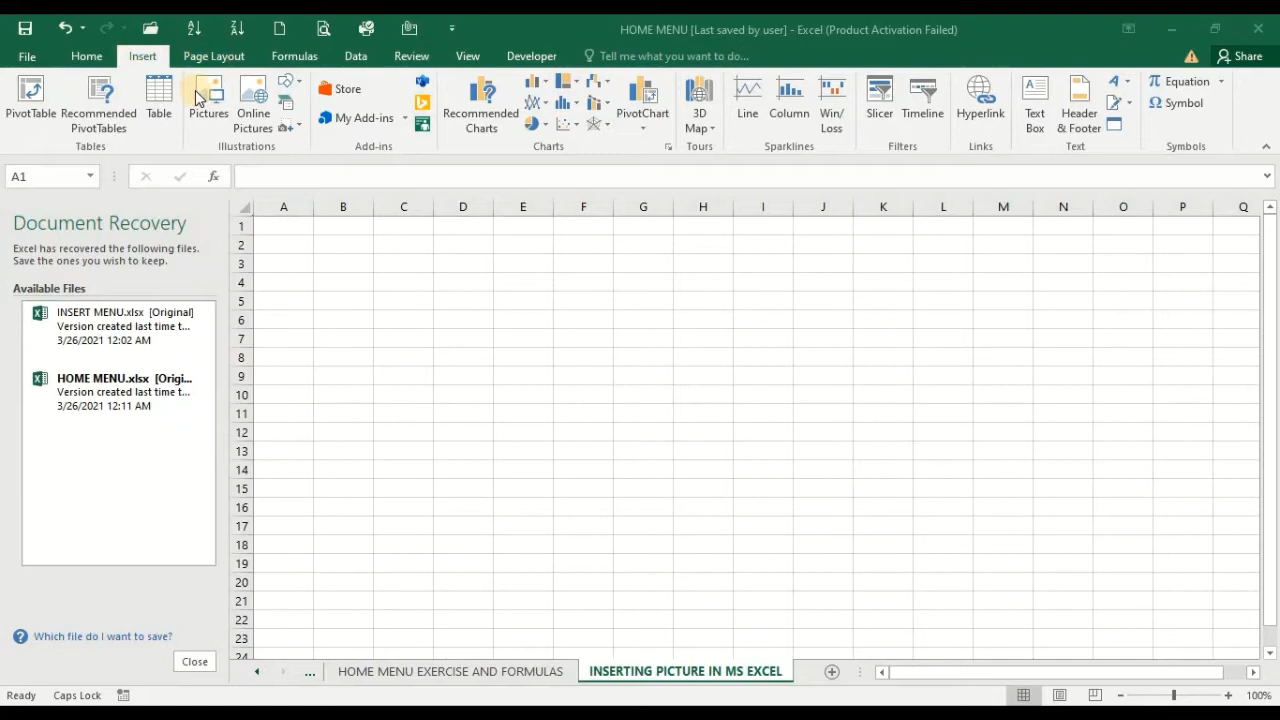 HOME MENU [Last saved by user] - Excel (Product Activation Failed)
File Home Insert Page Layout Formulas Data Review View Developer Tell me what you want to do... Share
PivotTable Recommended PivotTables Table Pictures Online Pictures Store My Add-ins Recommended Charts PivotChart 3D Map Line Column Win/Loss Slicer Timeline Hyperlink Text Box Header & Footer Equation Symbol
Tables Illustrations Add-ins Charts Tours Sparklines Filters Links Text Symbols
A1 fx
A B C D E F G H I J K L M N O P Q
Document Recovery
Excel has recovered the following files.
Save the ones you wish to keep.
Available Files
INSERT MENU.xlsx [Original]
Version created last time t...
3/26/2021 12:02 AM
HOME MENU.xlsx [Origi...
Version created last time t...
3/26/2021 12:11 AM
Which file do I want to save?
Close
1
2
3
4
5
6
7
8
9
10
11
12
13
14
15
16
17
18
19
20
21
22
23
24
... HOME MENU EXERCISE AND FORMULAS INSERTING PICTURE IN MS EXCEL
Ready Caps Lock 100%